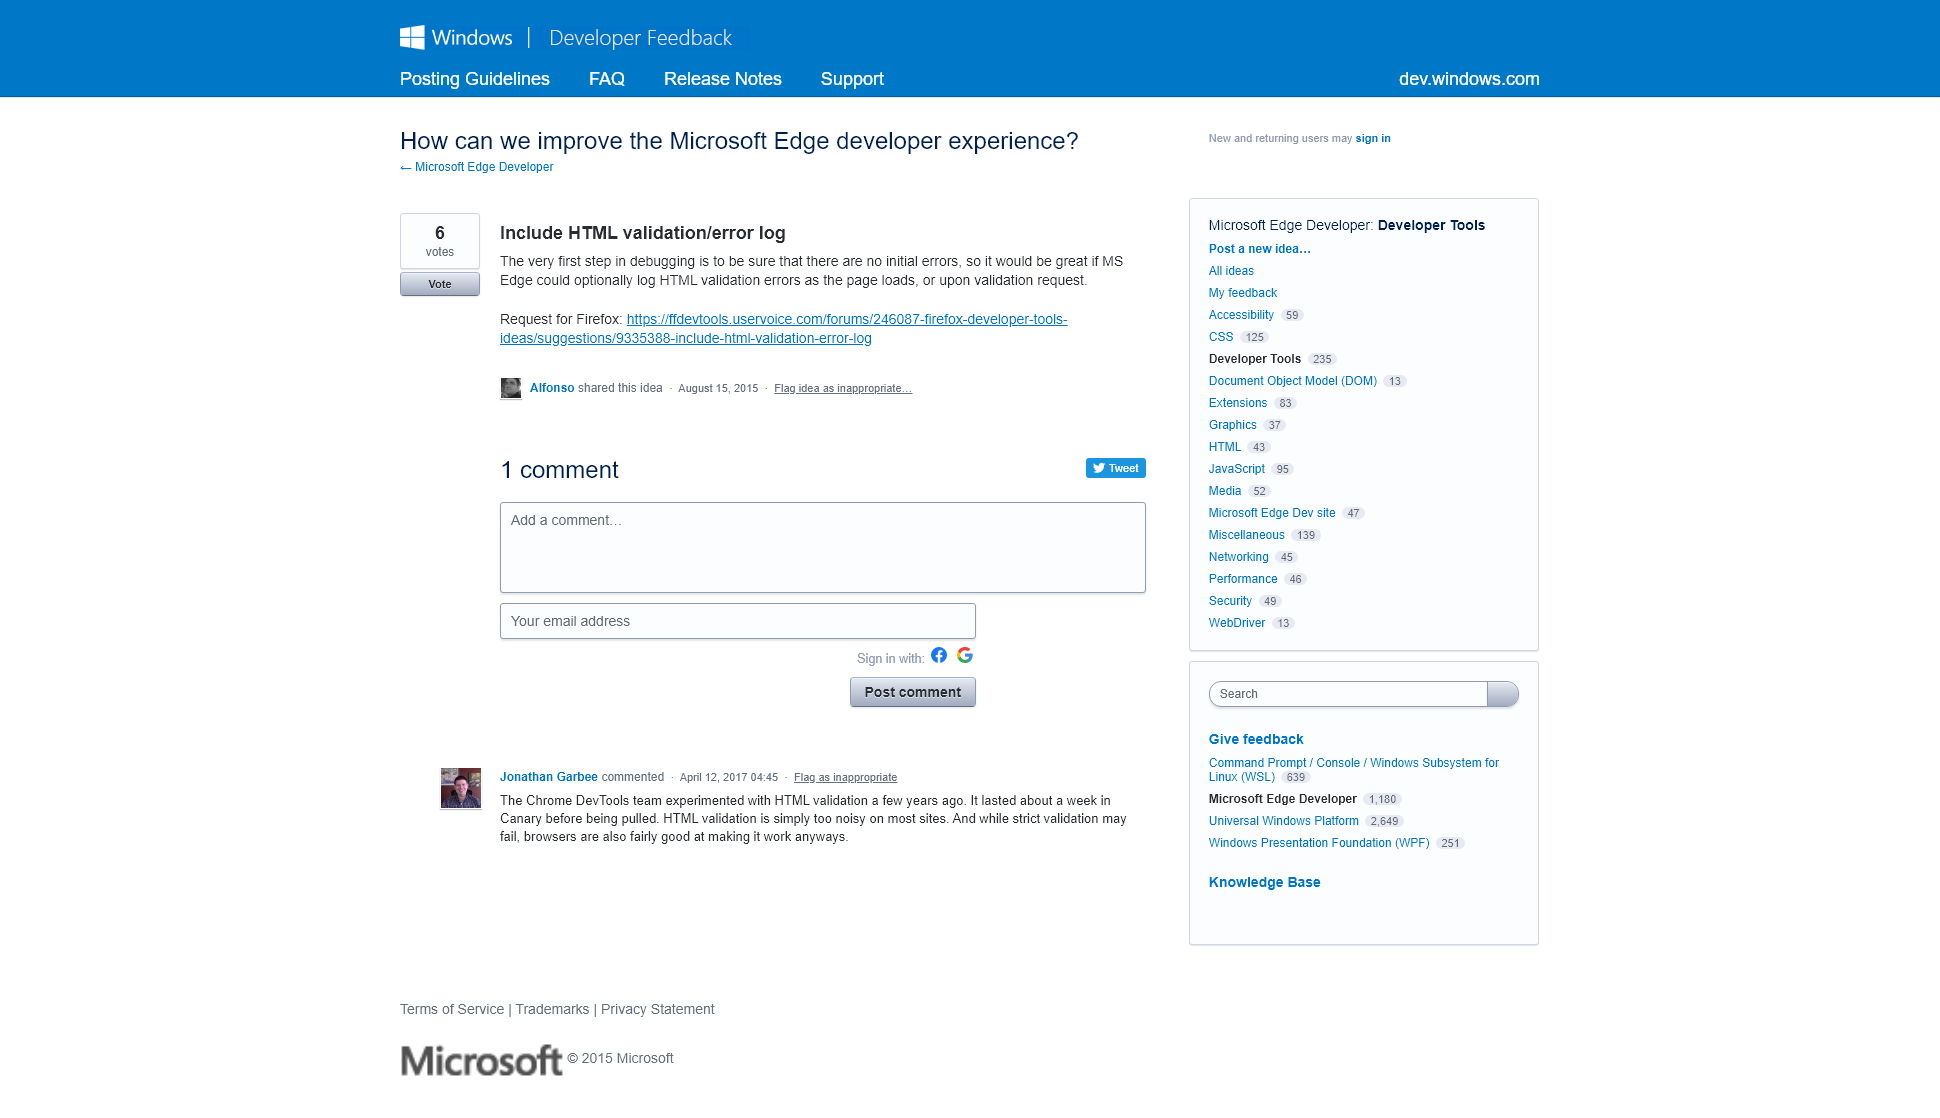 Windows | Developer Feedback
Posting Guidelines FAQ Release Notes Support dev.windows.com
How can we improve the Microsoft Edge developer experience?
← Microsoft Edge Developer
New and returning users may sign in
6
votes
Vote
Include HTML validation/error log
The very first step in debugging is to be sure that there are no initial errors, so it would be great if MS
Edge could optionally log HTML validation errors as the page loads, or upon validation request.
Request for Firefox: https://ffdevtools.uservoice.com/forums/246087-firefox-developer-tools-
ideas/suggestions/9335388-include-html-validation-error-log
Alfonso shared this idea · August 15, 2015 · Flag idea as inappropriate…
1 comment
Tweet
Add a comment…
Your email address
Sign in with:
Post comment
Jonathan Garbee commented · April 12, 2017 04:45 · Flag as inappropriate
The Chrome DevTools team experimented with HTML validation a few years ago. It lasted about a week in
Canary before being pulled. HTML validation is simply too noisy on most sites. And while strict validation may
fail, browsers are also fairly good at making it work anyways.
Microsoft Edge Developer: Developer Tools
Post a new idea…
All ideas
My feedback
Accessibility 59
CSS 125
Developer Tools 235
Document Object Model (DOM) 13
Extensions 83
Graphics 37
HTML 43
JavaScript 95
Media 52
Microsoft Edge Dev site 47
Miscellaneous 139
Networking 45
Performance 46
Security 49
WebDriver 13
Search
Give feedback
Command Prompt / Console / Windows Subsystem for
Linux (WSL) 639
Microsoft Edge Developer 1,180
Universal Windows Platform 2,649
Windows Presentation Foundation (WPF) 251
Knowledge Base
Terms of Service | Trademarks | Privacy Statement
Microsoft © 2015 Microsoft